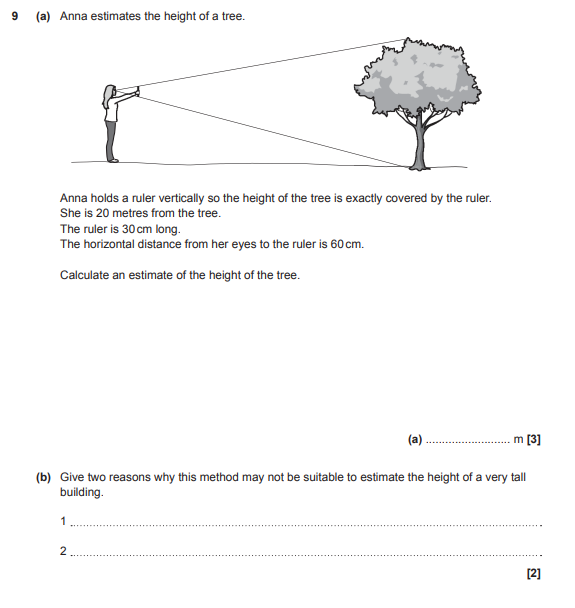 9 (a) Anna estimates the height of a tree.
Anna holds a ruler vertically so the height of the tree is exactly covered by the ruler.
She is 20 metres from the tree.
The ruler is 30 cm long.
The horizontal distance from her eyes to the ruler is 60 cm.
Calculate an estimate of the height of the tree.
(a) .......................... m [3]
(b) Give two reasons why this method may not be suitable to estimate the height of a very tall
building.
1 ..............................................................................................................................
2 ..............................................................................................................................
[2]